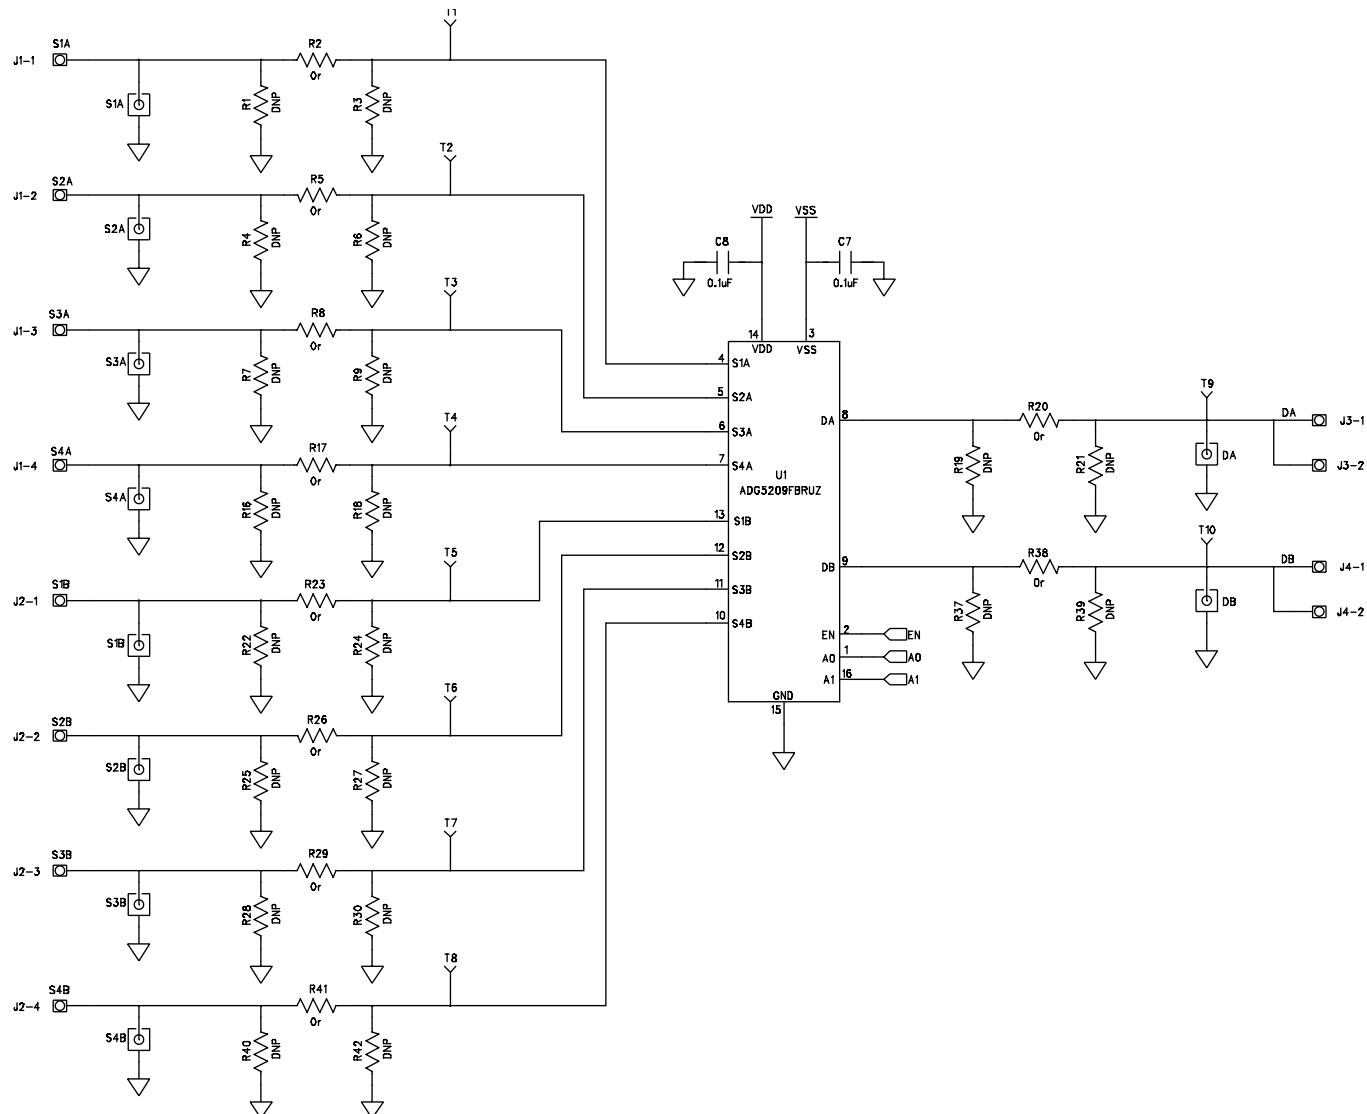 T1
S1A
J1-1
R2
0r
S1A
R1
DNP
R3
DNP
T2
S2A
J1-2
R5
0r
S2A
R4
DNP
R6
DNP
T3
S3A
J1-3
R8
0r
S3A
R7
DNP
R9
DNP
T4
S4A
J1-4
R17
0r
S4A
R16
DNP
R18
DNP
T5
S1B
J2-1
R23
0r
S1B
R22
DNP
R24
DNP
T6
S2B
J2-2
R26
0r
S2B
R25
DNP
R27
DNP
T7
S3B
J2-3
R29
0r
S3B
R28
DNP
R30
DNP
T8
S4B
J2-4
R41
0r
S4B
R40
DNP
R42
DNP
VDD
VSS
C8
0.1uF
C7
0.1uF
14
3
VDD
VSS
4
S1A
5
S2A
6
S3A
7
S4A
13
S1B
12
S2B
11
S3B
10
S4B
U1
ADG5209FBRUZ
DA
8
DB
9
EN
2
EN
A0
1
A0
A1
16
A1
GND
15
R20
0r
R19
DNP
R21
DNP
T9
DA
DA
J3-1
J3-2
R38
0r
R37
DNP
R39
DNP
T10
DB
DB
J4-1
J4-2